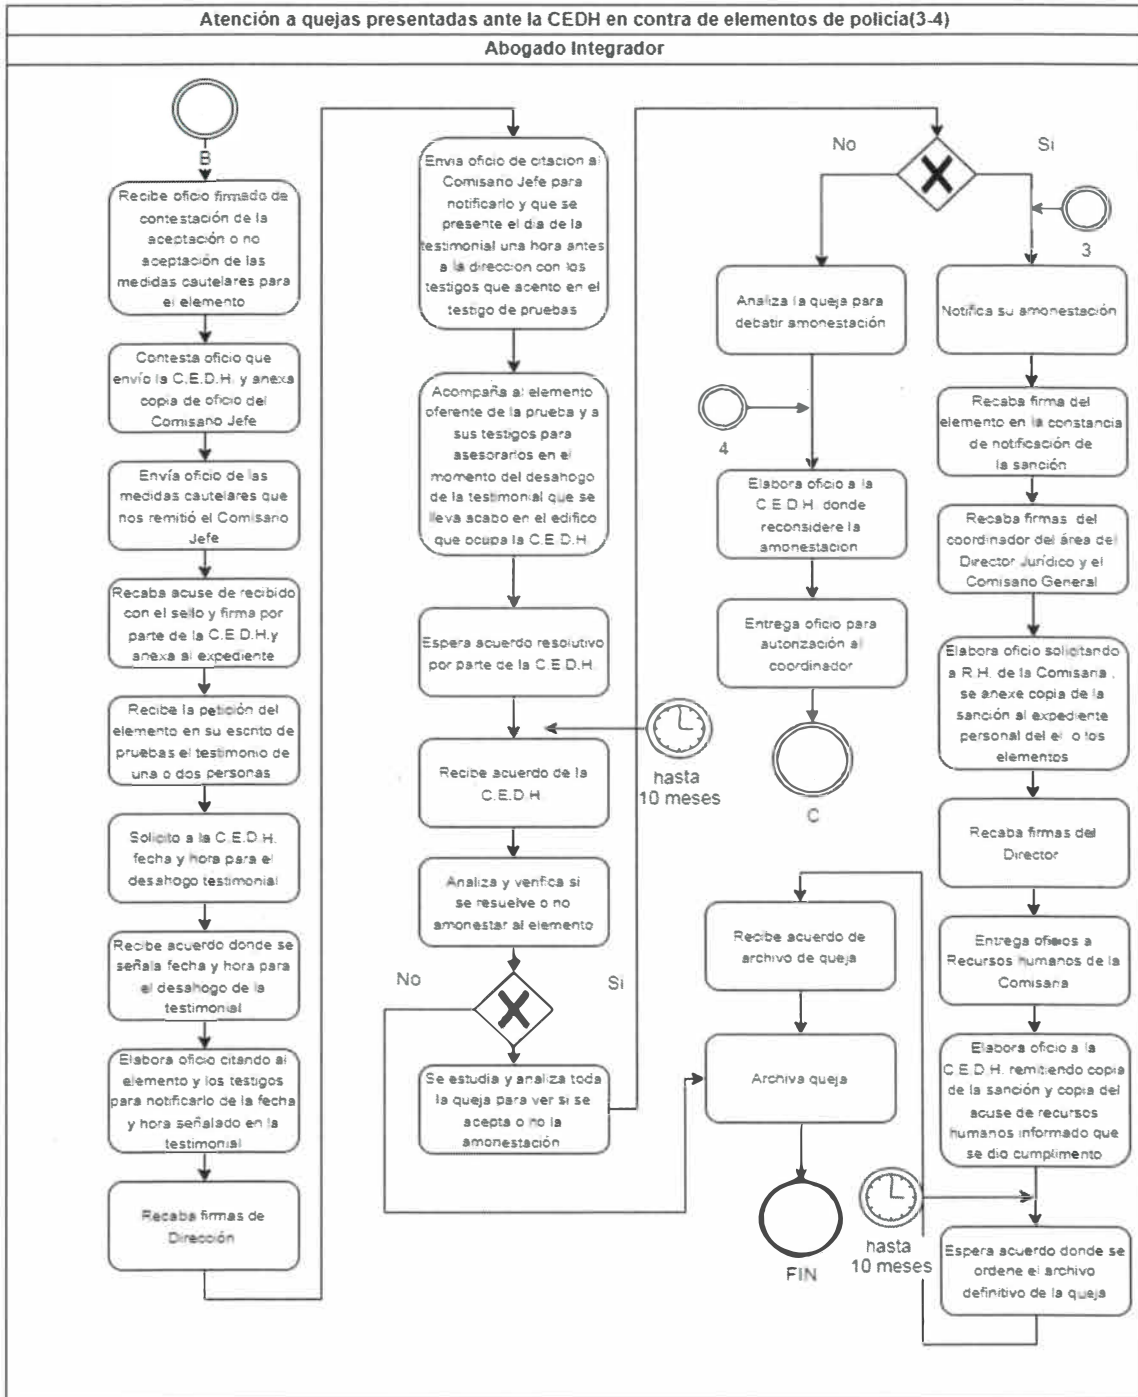 Atención a quejas presentadas ante la CEDH en contra de elementos de policía(3-4)
Abogado Integrador
B
Recibe oficio firmado de
contestación de la
aceptación o no
aceptación de las
medidas cautelares para
el elemento
Contesta oficio que
envío la C.E.D.H. y anexa
copia de oficio del
Comisario Jefe
Envía oficio de las
medidas cautelares que
nos remitió el Comisario
Jefe
Recaba acuse de recibido
con el sello y firma por
parte de la C.E.D.H.y
anexa al expediente
Recibe la petición del
elemento en su escrito de
pruebas el testimonio de
una o dos personas
Solicito a la C.E.D.H.
fecha y hora para el
desahogo testimonial
Recibe acuerdo donde se
señala fecha y hora para
el desahogo de la
testimonial
Elabora oficio citando al
elemento y los testigos
para notificarlo de la fecha
y hora señalado en la
testimonial
Recaba firmas de
Dirección
Envia oficio de citacion al
Comisario Jefe para
notificarlo y que se
presente el dia de la
testimonial una hora antes
a la direccion con los
testigos que acento en el
testigo de pruebas
Acompaña al elemento
oferente de la prueba y a
sus testigos para
asesorarlos en el
momento del desahogo
de la testimonial que se
lleva acabo en el edifico
que ocupa la C.E.D.H.
Espera acuerdo resolutivo
por parte de la C.E.D.H.
hasta
10 meses
Recibe acuerdo de la
C.E.D.H.
Analiza y verifica si
se resuelve o no
amonestar al elemento
No
Si
Se estudia y analiza toda
la queja para ver si se
acepta o no la
amonestación
No
Si
Analiza la queja para
debatir amonestación
4
Elabora oficio a la
C.E.D.H. donde
reconsidere la
amonestacion
Entrega oficio para
autorización al
coordinador
C
Recibe acuerdo de
archivo de queja
Archiva queja
FIN
3
Notifica su amonestación
Recaba firma del
elemento en la constancia
de notificación de
la sanción
Recaba firmas del
coordinador del área del
Director Jurídico y el
Comisario General
Elabora oficio solicitando
a R.H. de la Comisaria ,
se anexe copia de la
sanción al expediente
personal del el o los
elementos
Recaba firmas del
Director
Entrega oficios a
Recursos humanos de la
Comisaria
Elabora oficio a la
C.E.D.H. remitiendo copia
de la sanción y copia del
acuse de recursos
humanos informado que
se dio cumplimento
hasta
10 meses
Espera acuerdo donde se
ordene el archivo
definitivo de la queja